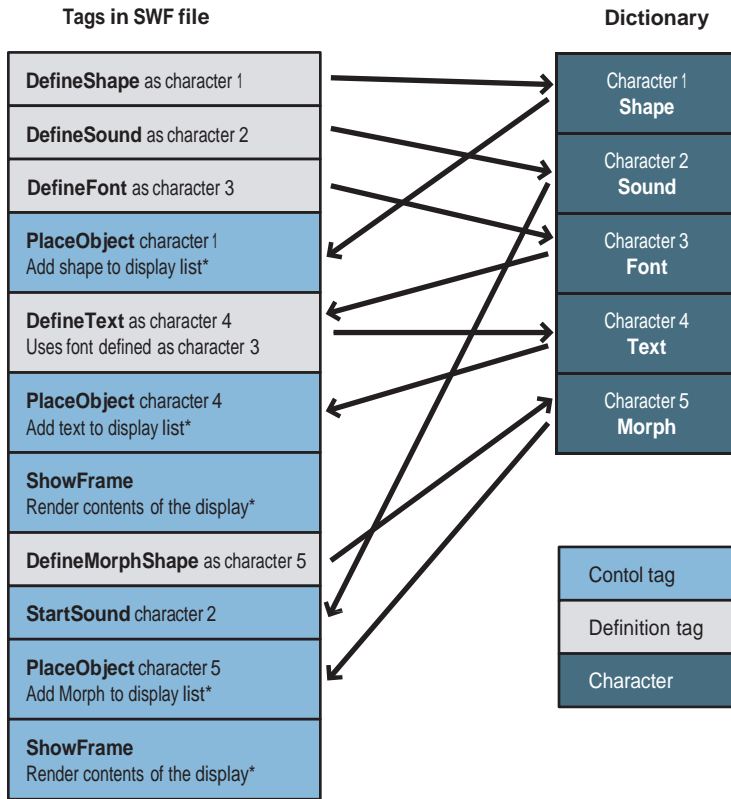 Tags in SWF file
Dictionary
DefineShape as character 1
DefineSound as character 2
DefineFont as character 3
PlaceObject character 1
Add shape to display list*
DefineText as character 4
Uses font defined as character 3
PlaceObject character 4
Add text to display list*
ShowFrame
Render contents of the display*
DefineMorphShape as character 5
StartSound character 2
PlaceObject character 5
Add Morph to display list*
ShowFrame
Render contents of the display*
Character 1
Shape
Character 2
Sound
Character 3
Font
Character 4
Text
Character 5
Morph
Contol tag
Definition tag
Character